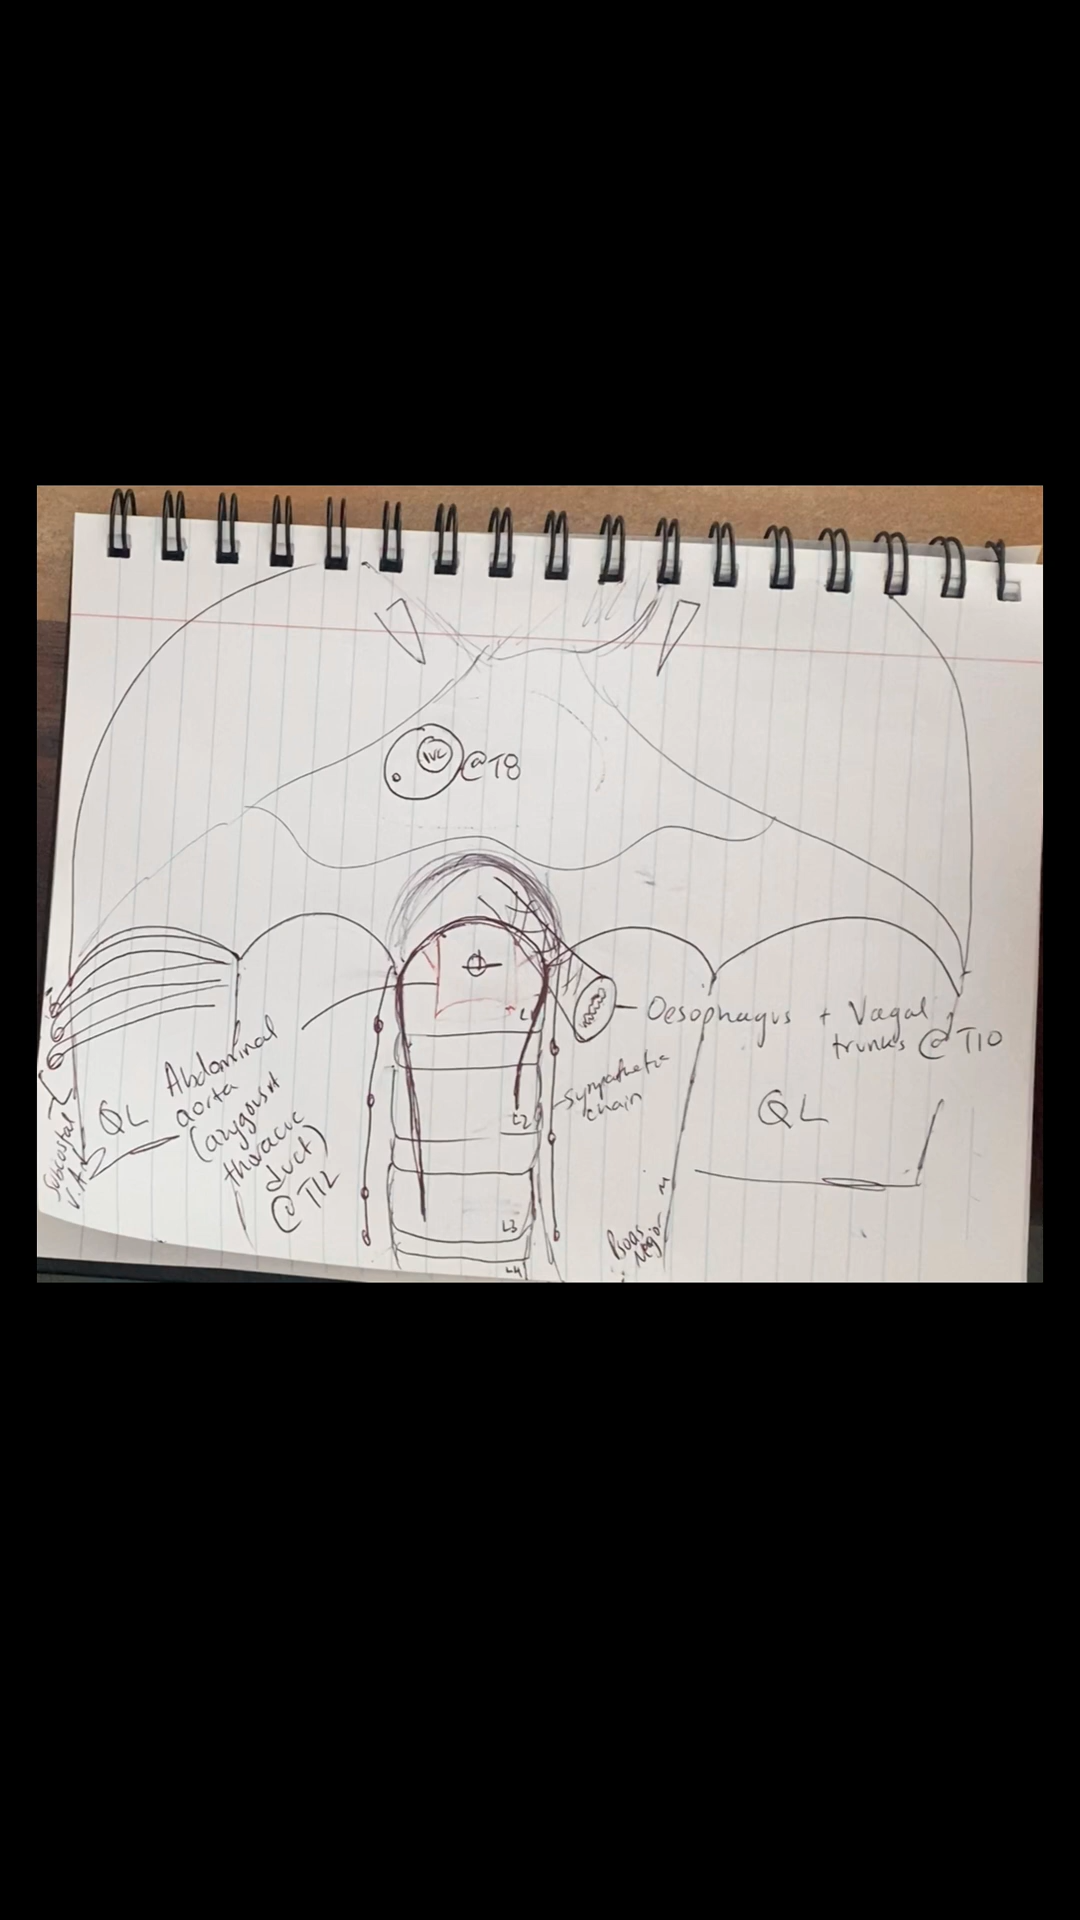 IVC
@T8
L1
Oesophagus + Vagal
trunks @ T10
Abdominal
aorta
(azygous +
thoracic
duct)
@ T12
Sympathetic
chain
QL
QL
Subcostal
V.A.N
L2
L3
L4
Psoas
Major
M